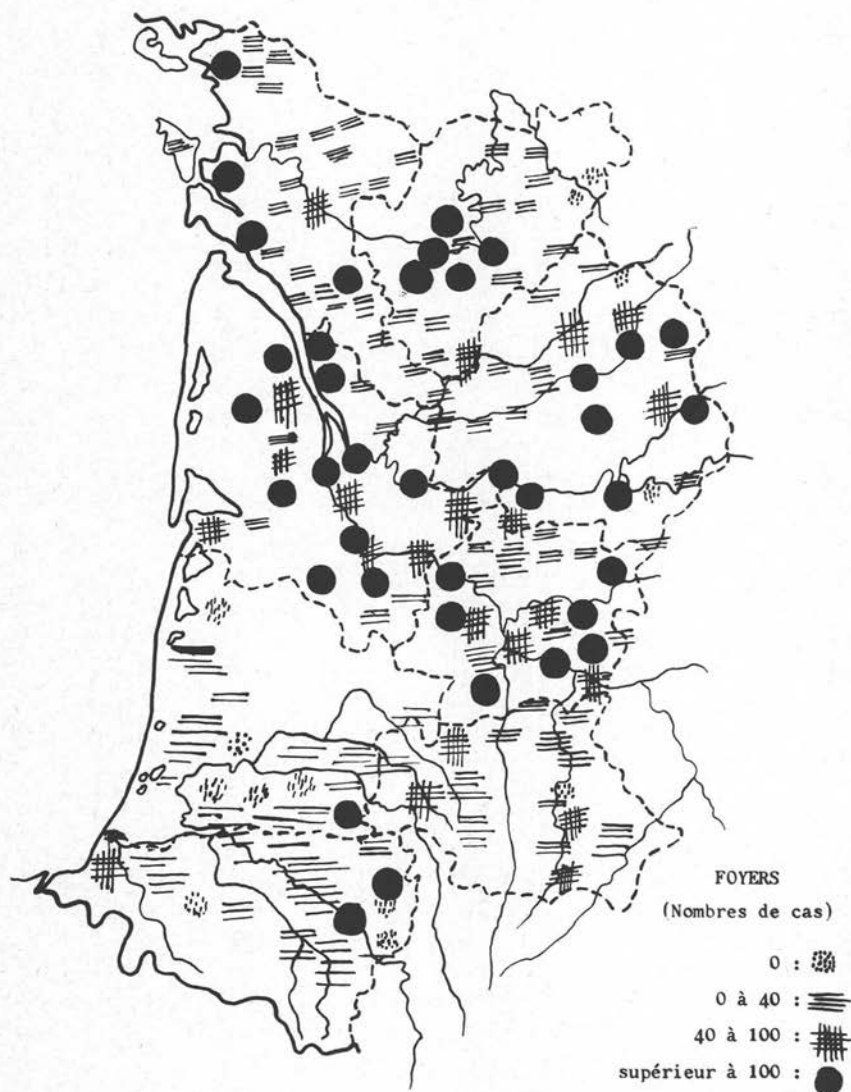 FOYERS
(Nombres de cas)
0 :
0 à 40 :
40 à 100 :
supérieur à 100 :